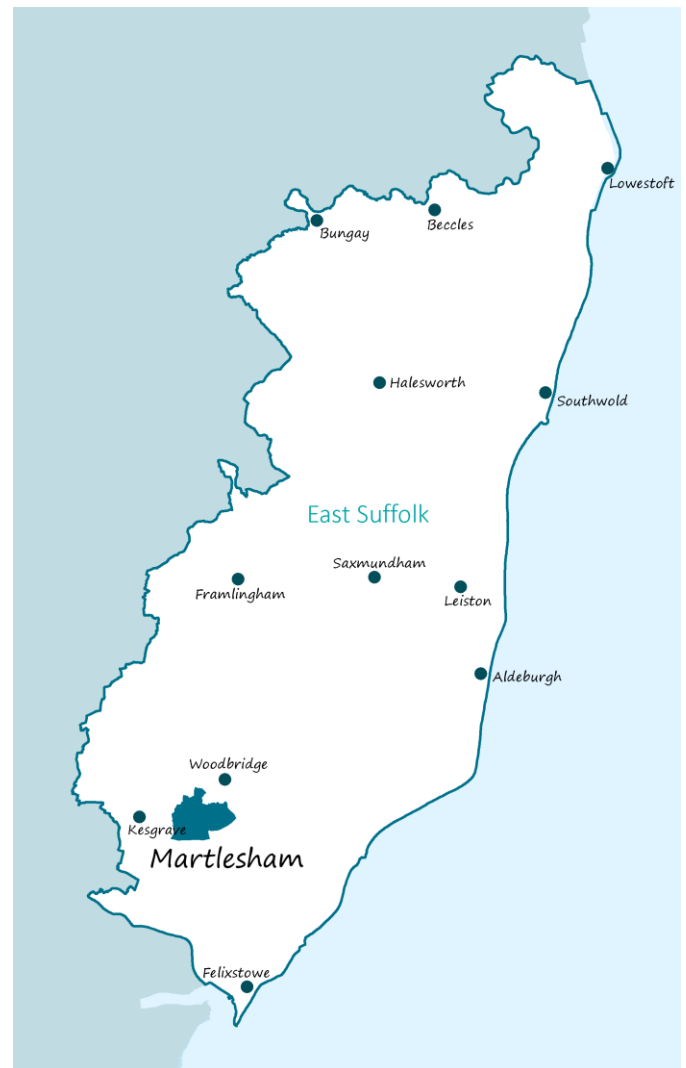 Lowestoft
Beccles
Bungay
Halesworth
Southwold
East Suffolk
Saxmundham
Framlingham
Leiston
Aldeburgh
Woodbridge
Kesgrave
Martlesham
Felixstowe